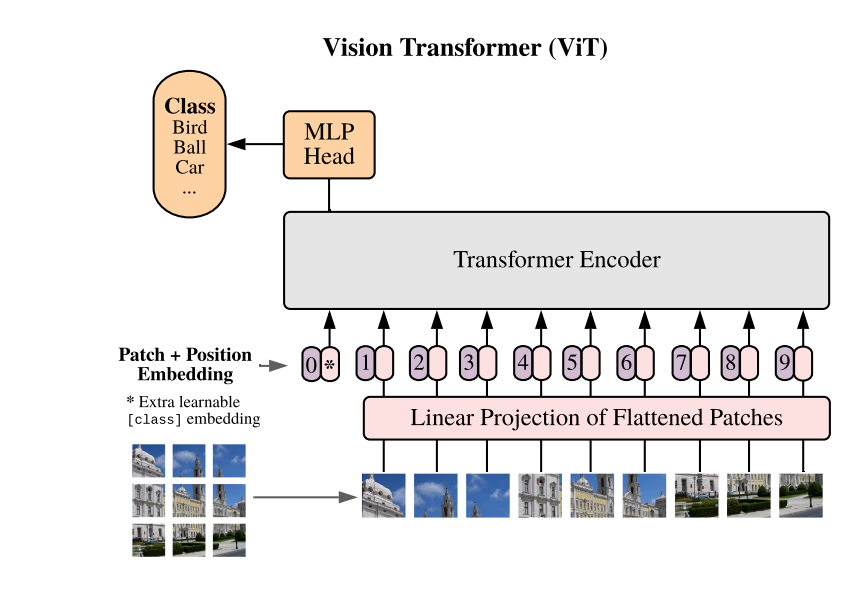 Vision Transformer (ViT)
Class
Bird
Ball
Car
...
MLP
Head
Transformer Encoder
Patch + Position
Embedding
* Extra learnable
[class] embedding
0 * 1 2 3 4 5 6 7 8 9
Linear Projection of Flattened Patches